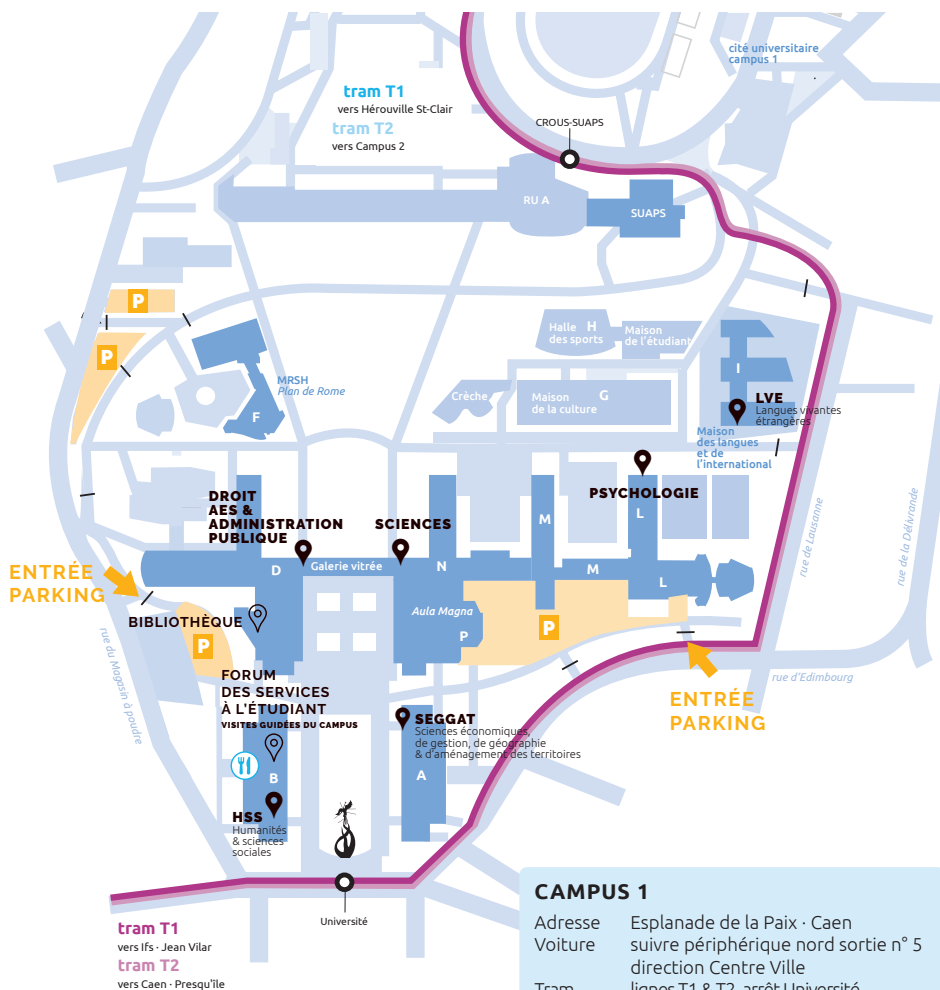 cité universitaire
campus 1
tram T1
vers Hérouville St-Clair
tram T2
vers Campus 2
CROUS-SUAPS
RU A
SUAPS
P
P
MRSH
Plan de Rome
F
Halle H
des sports
Maison
de l'étudiant
Crèche
Maison
de la culture
G
I
LVE
Langues vivantes
étrangères
Maison
des langues
et de
l'international
DROIT
AES &
ADMINISTRATION
PUBLIQUE
SCIENCES
PSYCHOLOGIE
M
L
D
Galerie vitrée
N
M
L
ENTRÉE
PARKING
BIBLIOTHÈQUE
Aula Magna
P
P
P
rue de Lausanne
rue de la Délivrande
rue du Magasin à poudre
rue d'Edimbourg
ENTRÉE
PARKING
FORUM
DES SERVICES
À L'ÉTUDIANT
VISITES GUIDÉES DU CAMPUS
SEGGAT
Sciences économiques,
de gestion, de géographie
& d'aménagement des territoires
B
A
HSS
Humanités
& sciences
sociales
Université
tram T1
vers Ifs · Jean Vilar
tram T2
vers Caen · Presqu'île
CAMPUS 1
Adresse Esplanade de la Paix · Caen
Voiture suivre périphérique nord sortie n° 5
direction Centre Ville
Tram lignes T1 & T2, arrêt Université